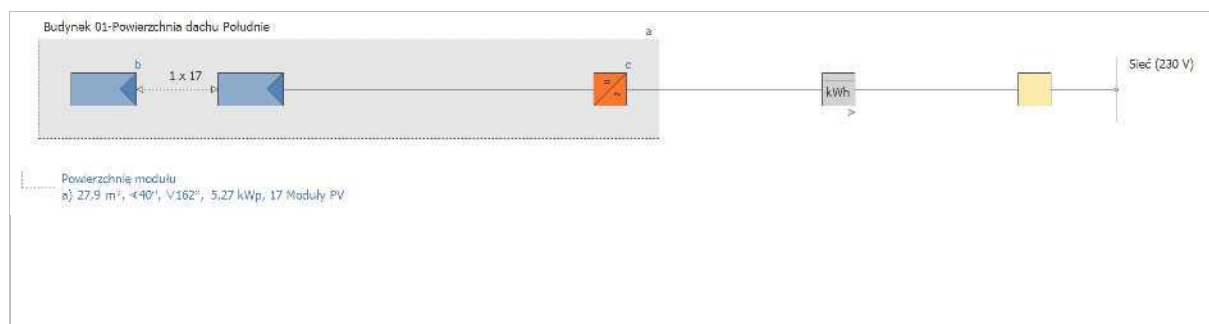 Budynek 01-Powierzchnia dachu Południe
a
b
1 x 17
c
=
~
kWh
>
Sieć (230 V)
Powierzchnię modułu
a) 27,9 m², ∢40°, ∨162°, 5,27 kWp, 17 Moduły PV